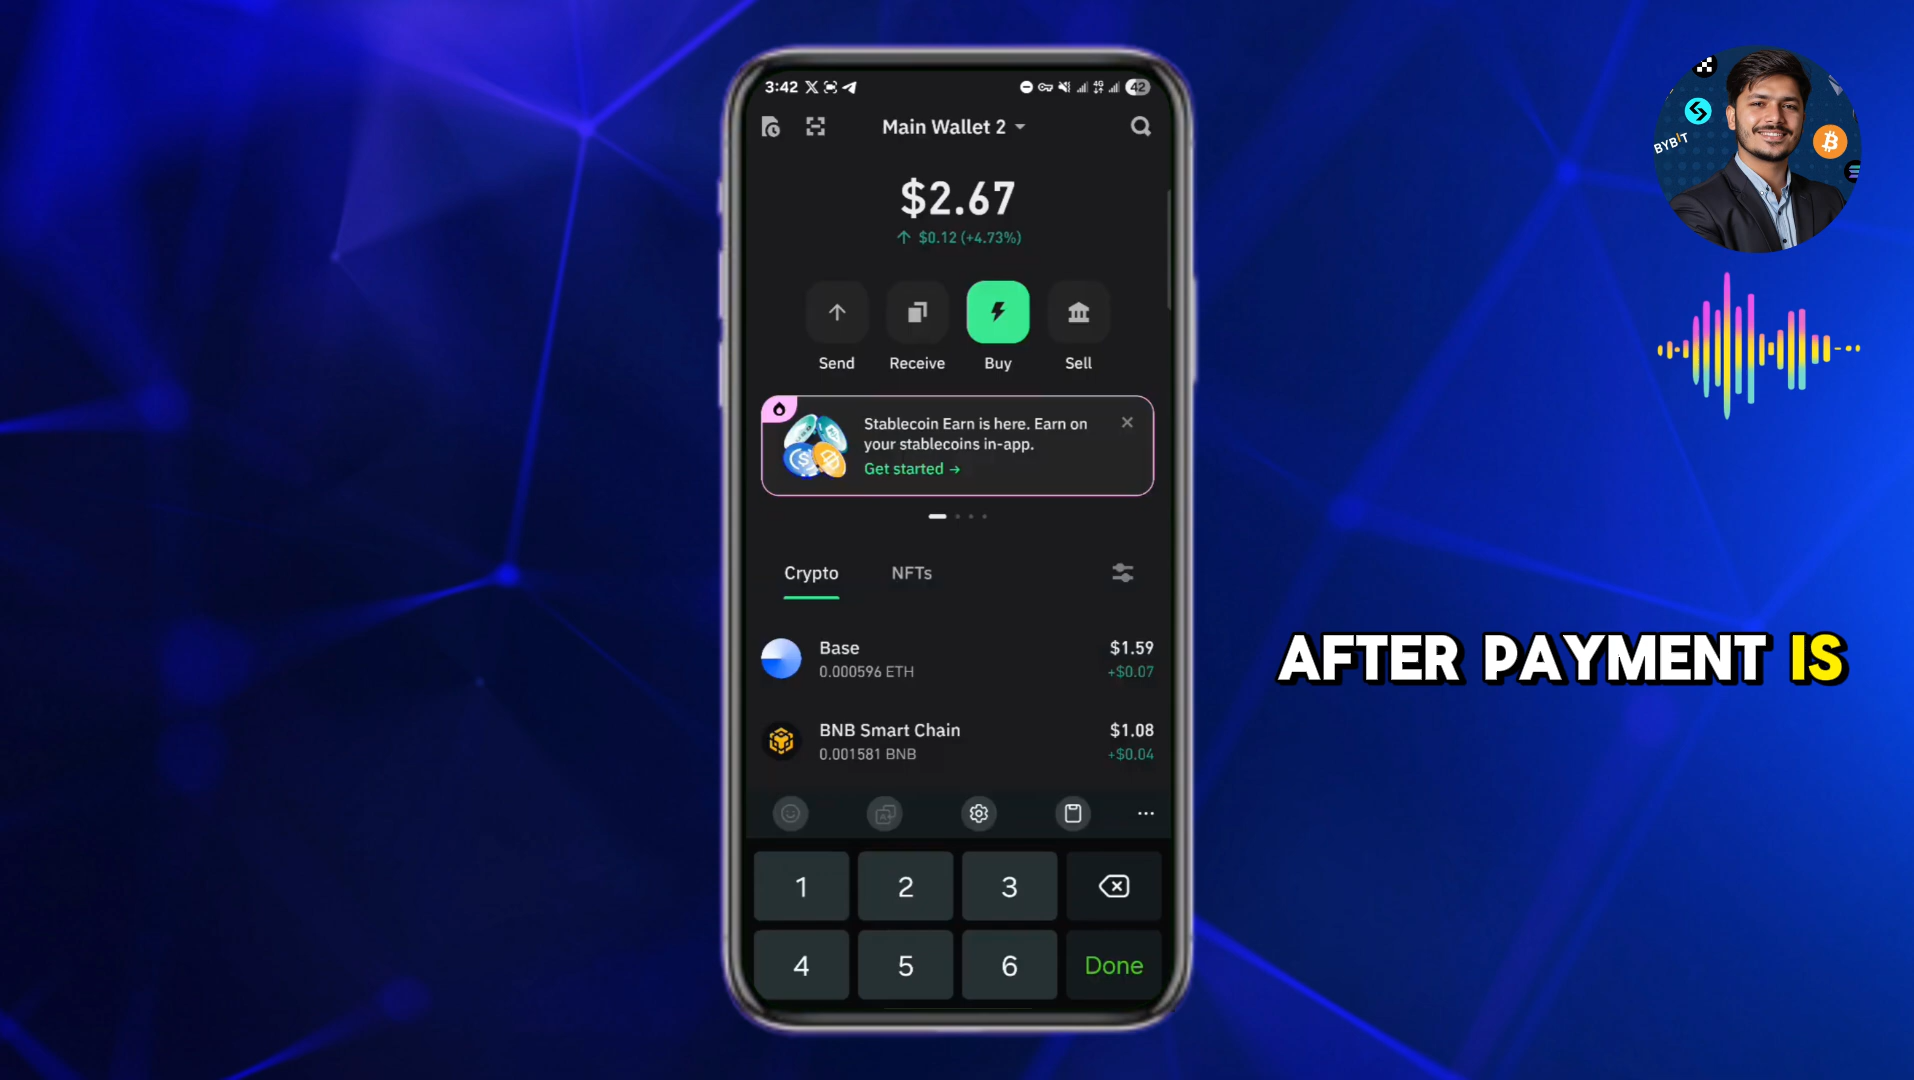 3:42
4G
42
Main Wallet 2
$2.67
$0.12 (+4.73%)
Send
Receive
Buy
Sell
Stablecoin Earn is here. Earn on
your stablecoins in-app.
Get started →
Crypto
NFTs
Base
$1.59
0.000596 ETH
+$0.07
BNB Smart Chain
$1.08
0.001581 BNB
+$0.04
1
2
3
4
5
6
Done
BYBIT
AFTER PAYMENT IS